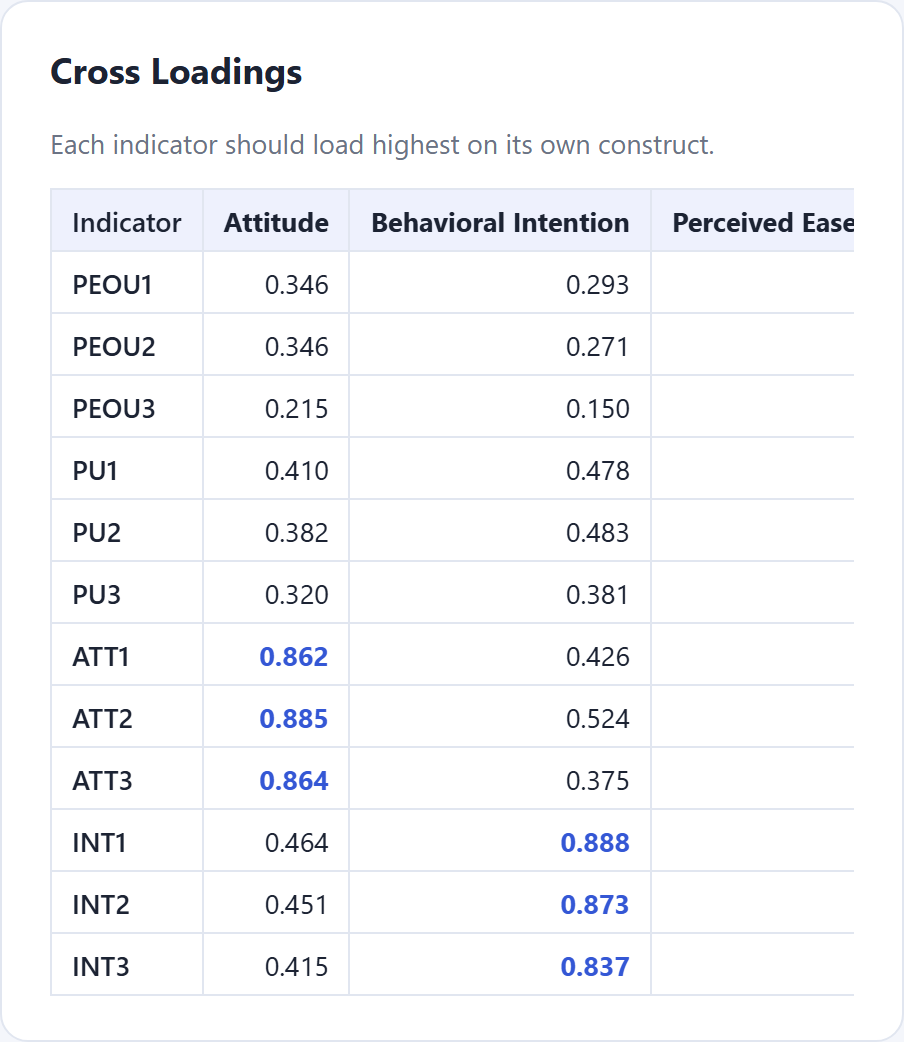 Cross Loadings
Each indicator should load highest on its own construct.
Indicator Attitude Behavioral Intention Perceived Ease
PEOU1 0.346 0.293
PEOU2 0.346 0.271
PEOU3 0.215 0.150
PU1 0.410 0.478
PU2 0.382 0.483
PU3 0.320 0.381
ATT1 0.862 0.426
ATT2 0.885 0.524
ATT3 0.864 0.375
INT1 0.464 0.888
INT2 0.451 0.873
INT3 0.415 0.837